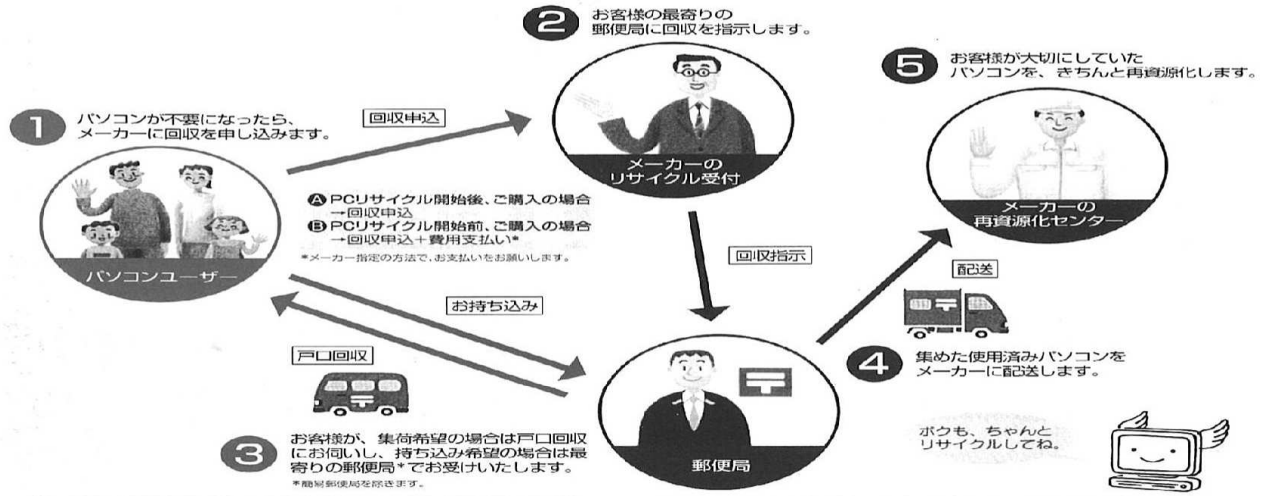 1
パソコンが不要になったら、
メーカーに回収を申し込みます。
パソコンユーザー
回収申込
A PCリサイクル開始後、ご購入の場合
→回収申込
B PCリサイクル開始前、ご購入の場合
→回収申込+費用支払い*
*メーカー指定の方法で、お支払いをお願いします。
2
お客様の最寄りの
郵便局に回収を指示します。
メーカーの
リサイクル受付
回収指示
お持ち込み
戸口回収
3
お客様が、集荷希望の場合は戸口回収
にお伺いし、持ち込み希望の場合は最
寄りの郵便局*でお受けいたします。
*簡易郵便局を除きます。
〒
郵便局
配送
4
集めた使用済みパソコンを
メーカーに配送します。
5
お客様が大切にしていた
パソコンを、きちんと再資源化します。
メーカーの
再資源化センター
ボクも、ちゃんと
リサイクルしてね。